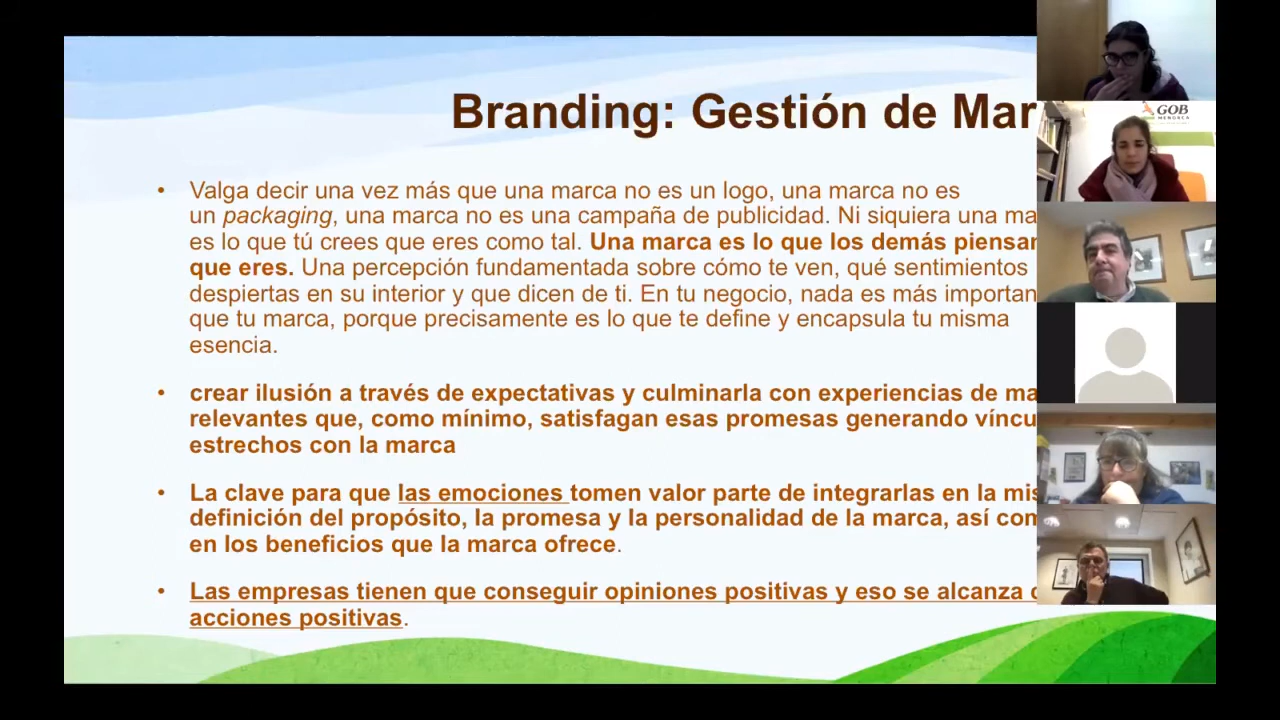 Branding: Gestión de Mar
GOB
MENORCA
• Valga decir una vez más que una marca no es un logo, una marca no es
un packaging, una marca no es una campaña de publicidad. Ni siquiera una ma
es lo que tú crees que eres como tal. Una marca es lo que los demás piensan
que eres. Una percepción fundamentada sobre cómo te ven, qué sentimientos
despiertas en su interior y que dicen de ti. En tu negocio, nada es más importan
que tu marca, porque precisamente es lo que te define y encapsula tu misma
esencia.
• crear ilusión a través de expectativas y culminarla con experiencias de ma
relevantes que, como mínimo, satisfagan esas promesas generando víncu
estrechos con la marca
• La clave para que las emociones tomen valor parte de integrarlas en la mis
definición del propósito, la promesa y la personalidad de la marca, así com
en los beneficios que la marca ofrece.
• Las empresas tienen que conseguir opiniones positivas y eso se alcanza
acciones positivas.